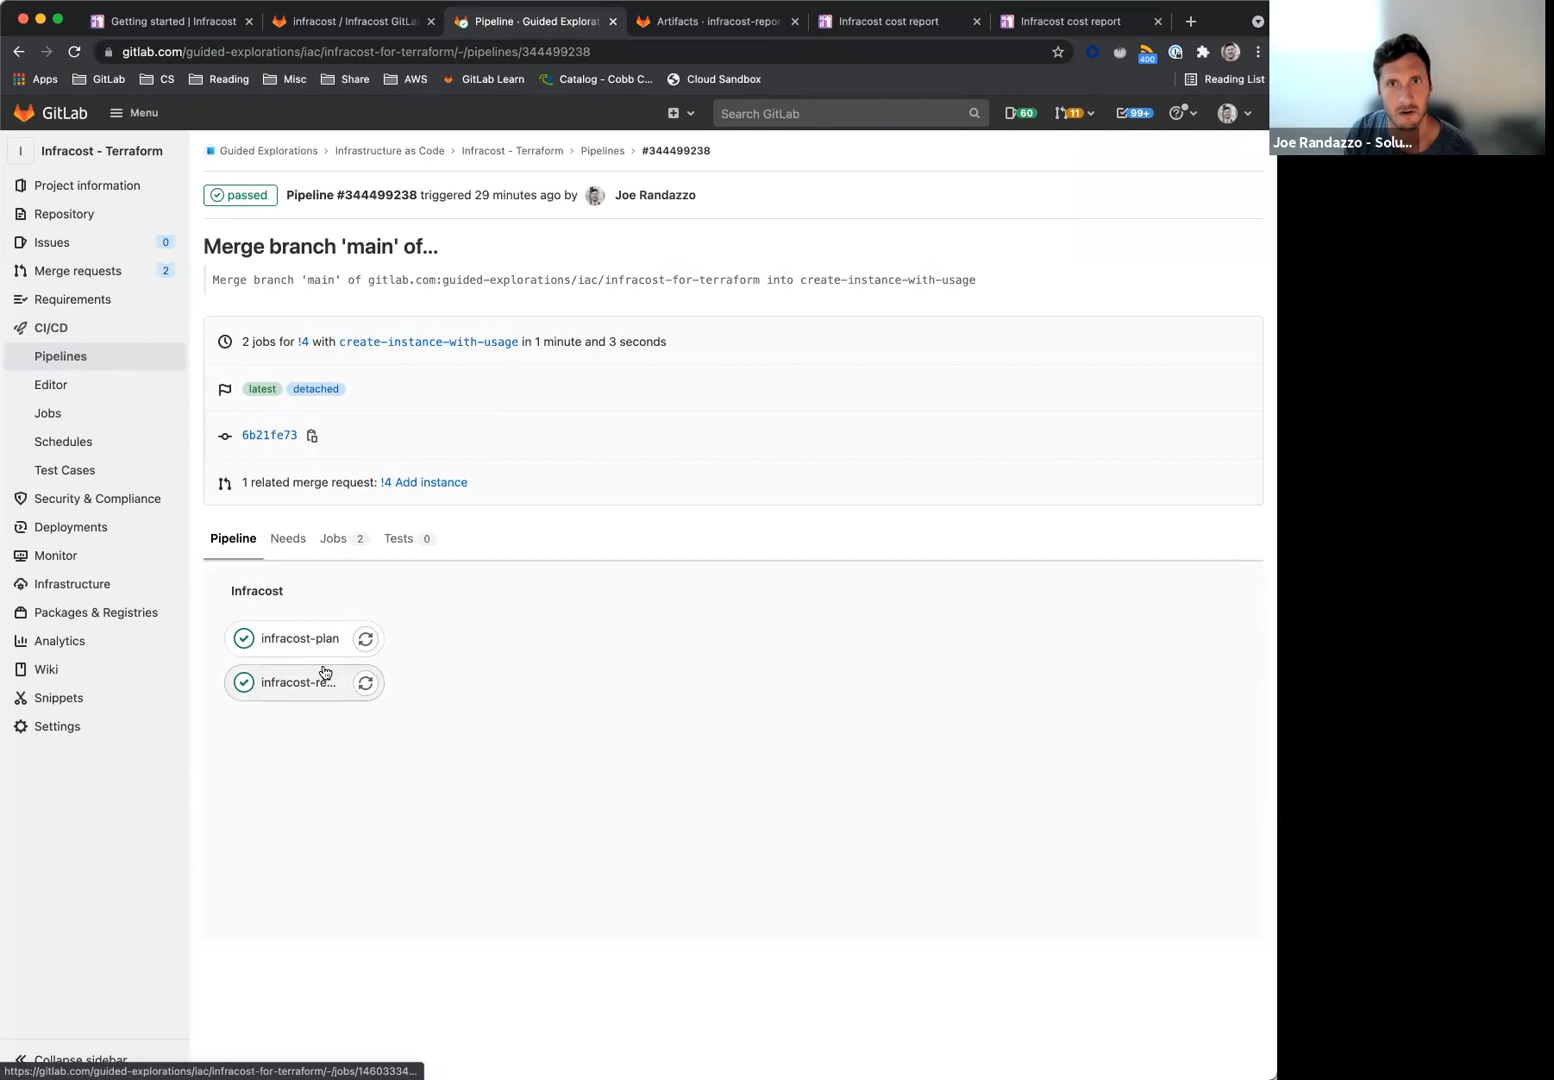 Getting started | Infracost
infracost / Infracost GitLa
Pipeline · Guided Explorat
Artifacts · infracost-repor
Infracost cost report
Infracost cost report
gitlab.com/guided-explorations/iac/infracost-for-terraform/-/pipelines/344499238
400
Apps
GitLab
CS
Reading
Misc
Share
AWS
GitLab Learn
Catalog - Cobb C...
Cloud Sandbox
Reading List
GitLab
Menu
Search GitLab
60
11
99+
Joe Randazzo - Solu...
I
Infracost - Terraform
Project information
Repository
Issues
0
Merge requests
2
Requirements
CI/CD
Pipelines
Editor
Jobs
Schedules
Test Cases
Security & Compliance
Deployments
Monitor
Infrastructure
Packages & Registries
Analytics
Wiki
Snippets
Settings
Collapse sidebar
Guided Explorations › Infrastructure as Code › Infracost - Terraform › Pipelines › #344499238
passed Pipeline #344499238 triggered 29 minutes ago by Joe Randazzo
Merge branch 'main' of...
Merge branch 'main' of gitlab.com:guided-explorations/iac/infracost-for-terraform into create-instance-with-usage
2 jobs for !4 with create-instance-with-usage in 1 minute and 3 seconds
latest detached
6b21fe73
1 related merge request: !4 Add instance
Pipeline Needs Jobs 2 Tests 0
Infracost
infracost-plan
infracost-re...
https://gitlab.com/guided-explorations/iac/infracost-for-terraform/-/jobs/14603334...